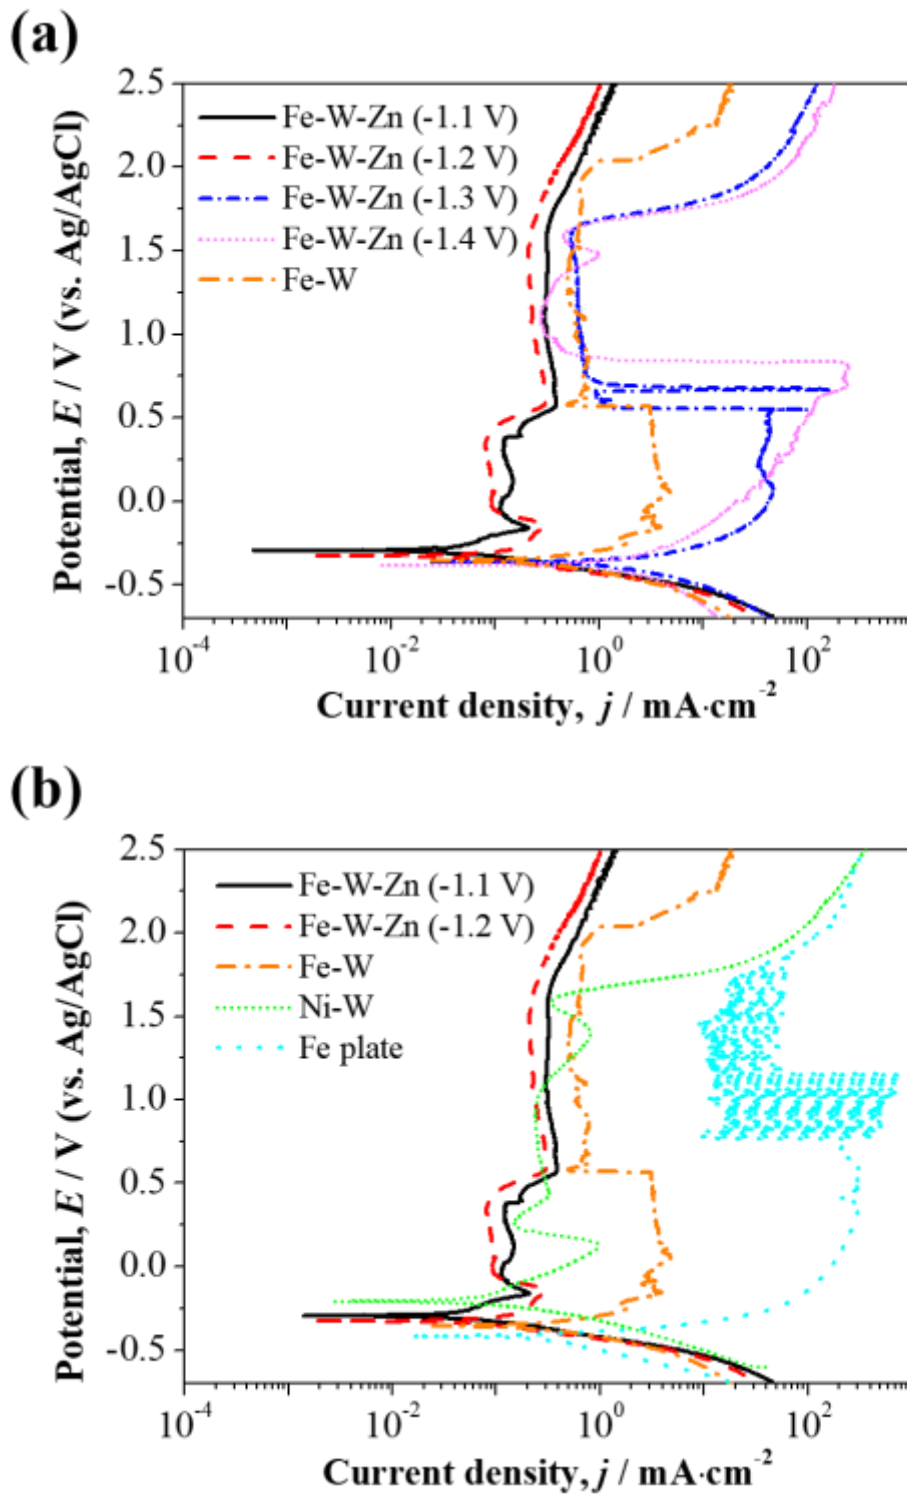 (a)
2.5
2.0
1.5
1.0
0.5
0.0
-0.5
Potential, E / V (vs. Ag/AgCl)
Fe-W-Zn (-1.1 V)
Fe-W-Zn (-1.2 V)
Fe-W-Zn (-1.3 V)
Fe-W-Zn (-1.4 V)
Fe-W
10⁻⁴ 10⁻² 10⁰ 10²
Current density, j / mA·cm⁻²
(b)
2.5
2.0
1.5
1.0
0.5
0.0
-0.5
Potential, E / V (vs. Ag/AgCl)
Fe-W-Zn (-1.1 V)
Fe-W-Zn (-1.2 V)
Fe-W
Ni-W
Fe plate
10⁻⁴ 10⁻² 10⁰ 10²
Current density, j / mA·cm⁻²